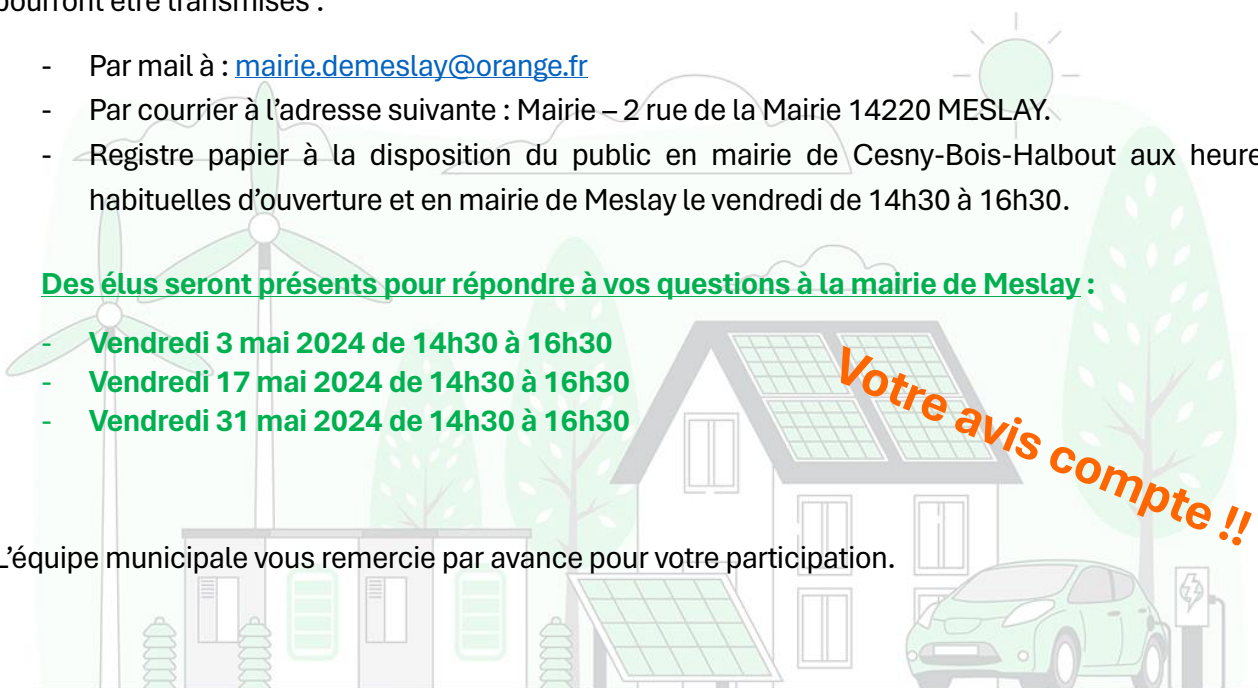 pourront être transmises :
- Par mail à : mairie.demeslay@orange.fr
- Par courrier à l’adresse suivante : Mairie – 2 rue de la Mairie 14220 MESLAY.
- Registre papier à la disposition du public en mairie de Cesny-Bois-Halbout aux heure
habituelles d’ouverture et en mairie de Meslay le vendredi de 14h30 à 16h30.
Des élus seront présents pour répondre à vos questions à la mairie de Meslay :
- Vendredi 3 mai 2024 de 14h30 à 16h30
- Vendredi 17 mai 2024 de 14h30 à 16h30
- Vendredi 31 mai 2024 de 14h30 à 16h30
Votre avis compte !!
L’équipe municipale vous remercie par avance pour votre participation.